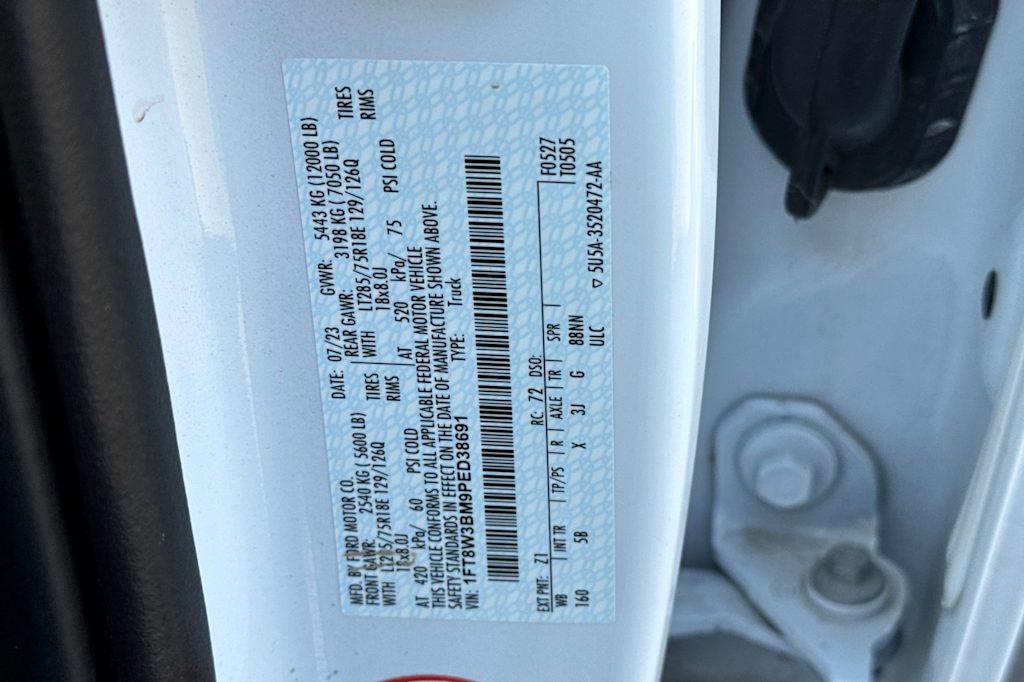 MFD. BY FORD MOTOR CO.
DATE: 07/23 GVWR: 5443 KG (12000 LB)
FRONT GAWR: 2540 KG ( 5600 LB)
REAR GAWR: 3198 KG ( 7050 LB)
WITH LT285/75R18E 129/126Q TIRES
WITH LT285/75R18E 129/126Q TIRES
18x8.0J RIMS
18x8.0J RIMS
AT 420 kPa/ 60 PSI COLD
AT 520 kPa/ 75 PSI COLD
THIS VEHICLE CONFORMS TO ALL APPLICABLE FEDERAL MOTOR VEHICLE
SAFETY STANDARDS IN EFFECT ON THE DATE OF MANUFACTURE SHOWN ABOVE.
VIN: 1FT8W3BM9PED38691 TYPE: Truck
EXT PNT: Z1 RC: 72 DSO: F0527
WB INT TR TP/PS R AXLE TR SPR T0505
160 5B X 3J G 88NN
ULC ▽ 5U5A-3520472-AA